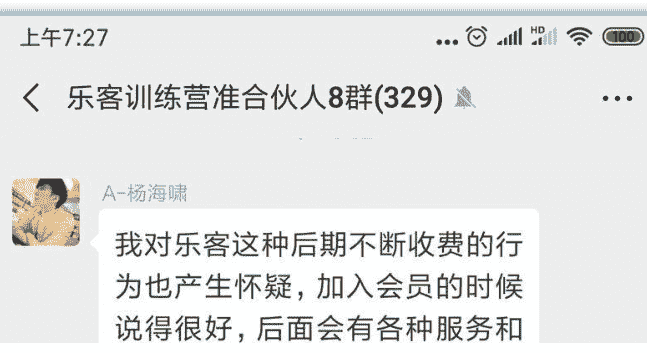 上午7:27
HD
100
乐客训练营准合伙人8群(329)
A-杨海啸
我对乐客这种后期不断收费的行
为也产生怀疑，加入会员的时候
说得很好，后面会有各种服务和